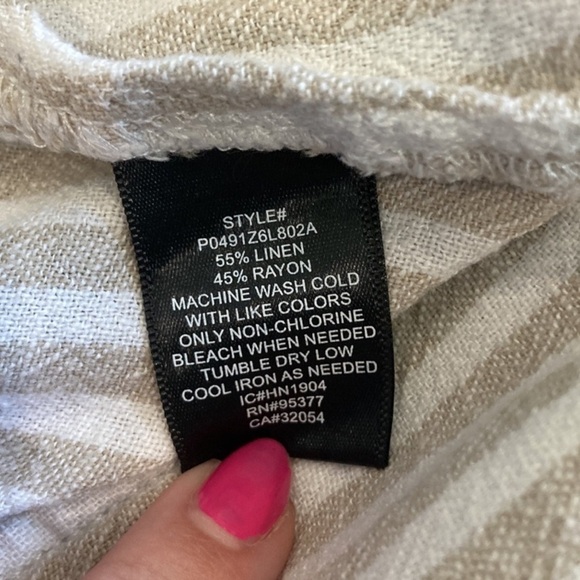 STYLE#
P0491Z6L802A
55% LINEN
45% RAYON
MACHINE WASH COLD
WITH LIKE COLORS
ONLY NON-CHLORINE
BLEACH WHEN NEEDED
TUMBLE DRY LOW
COOL IRON AS NEEDED
IC#HN1904
RN#95377
CA#32054